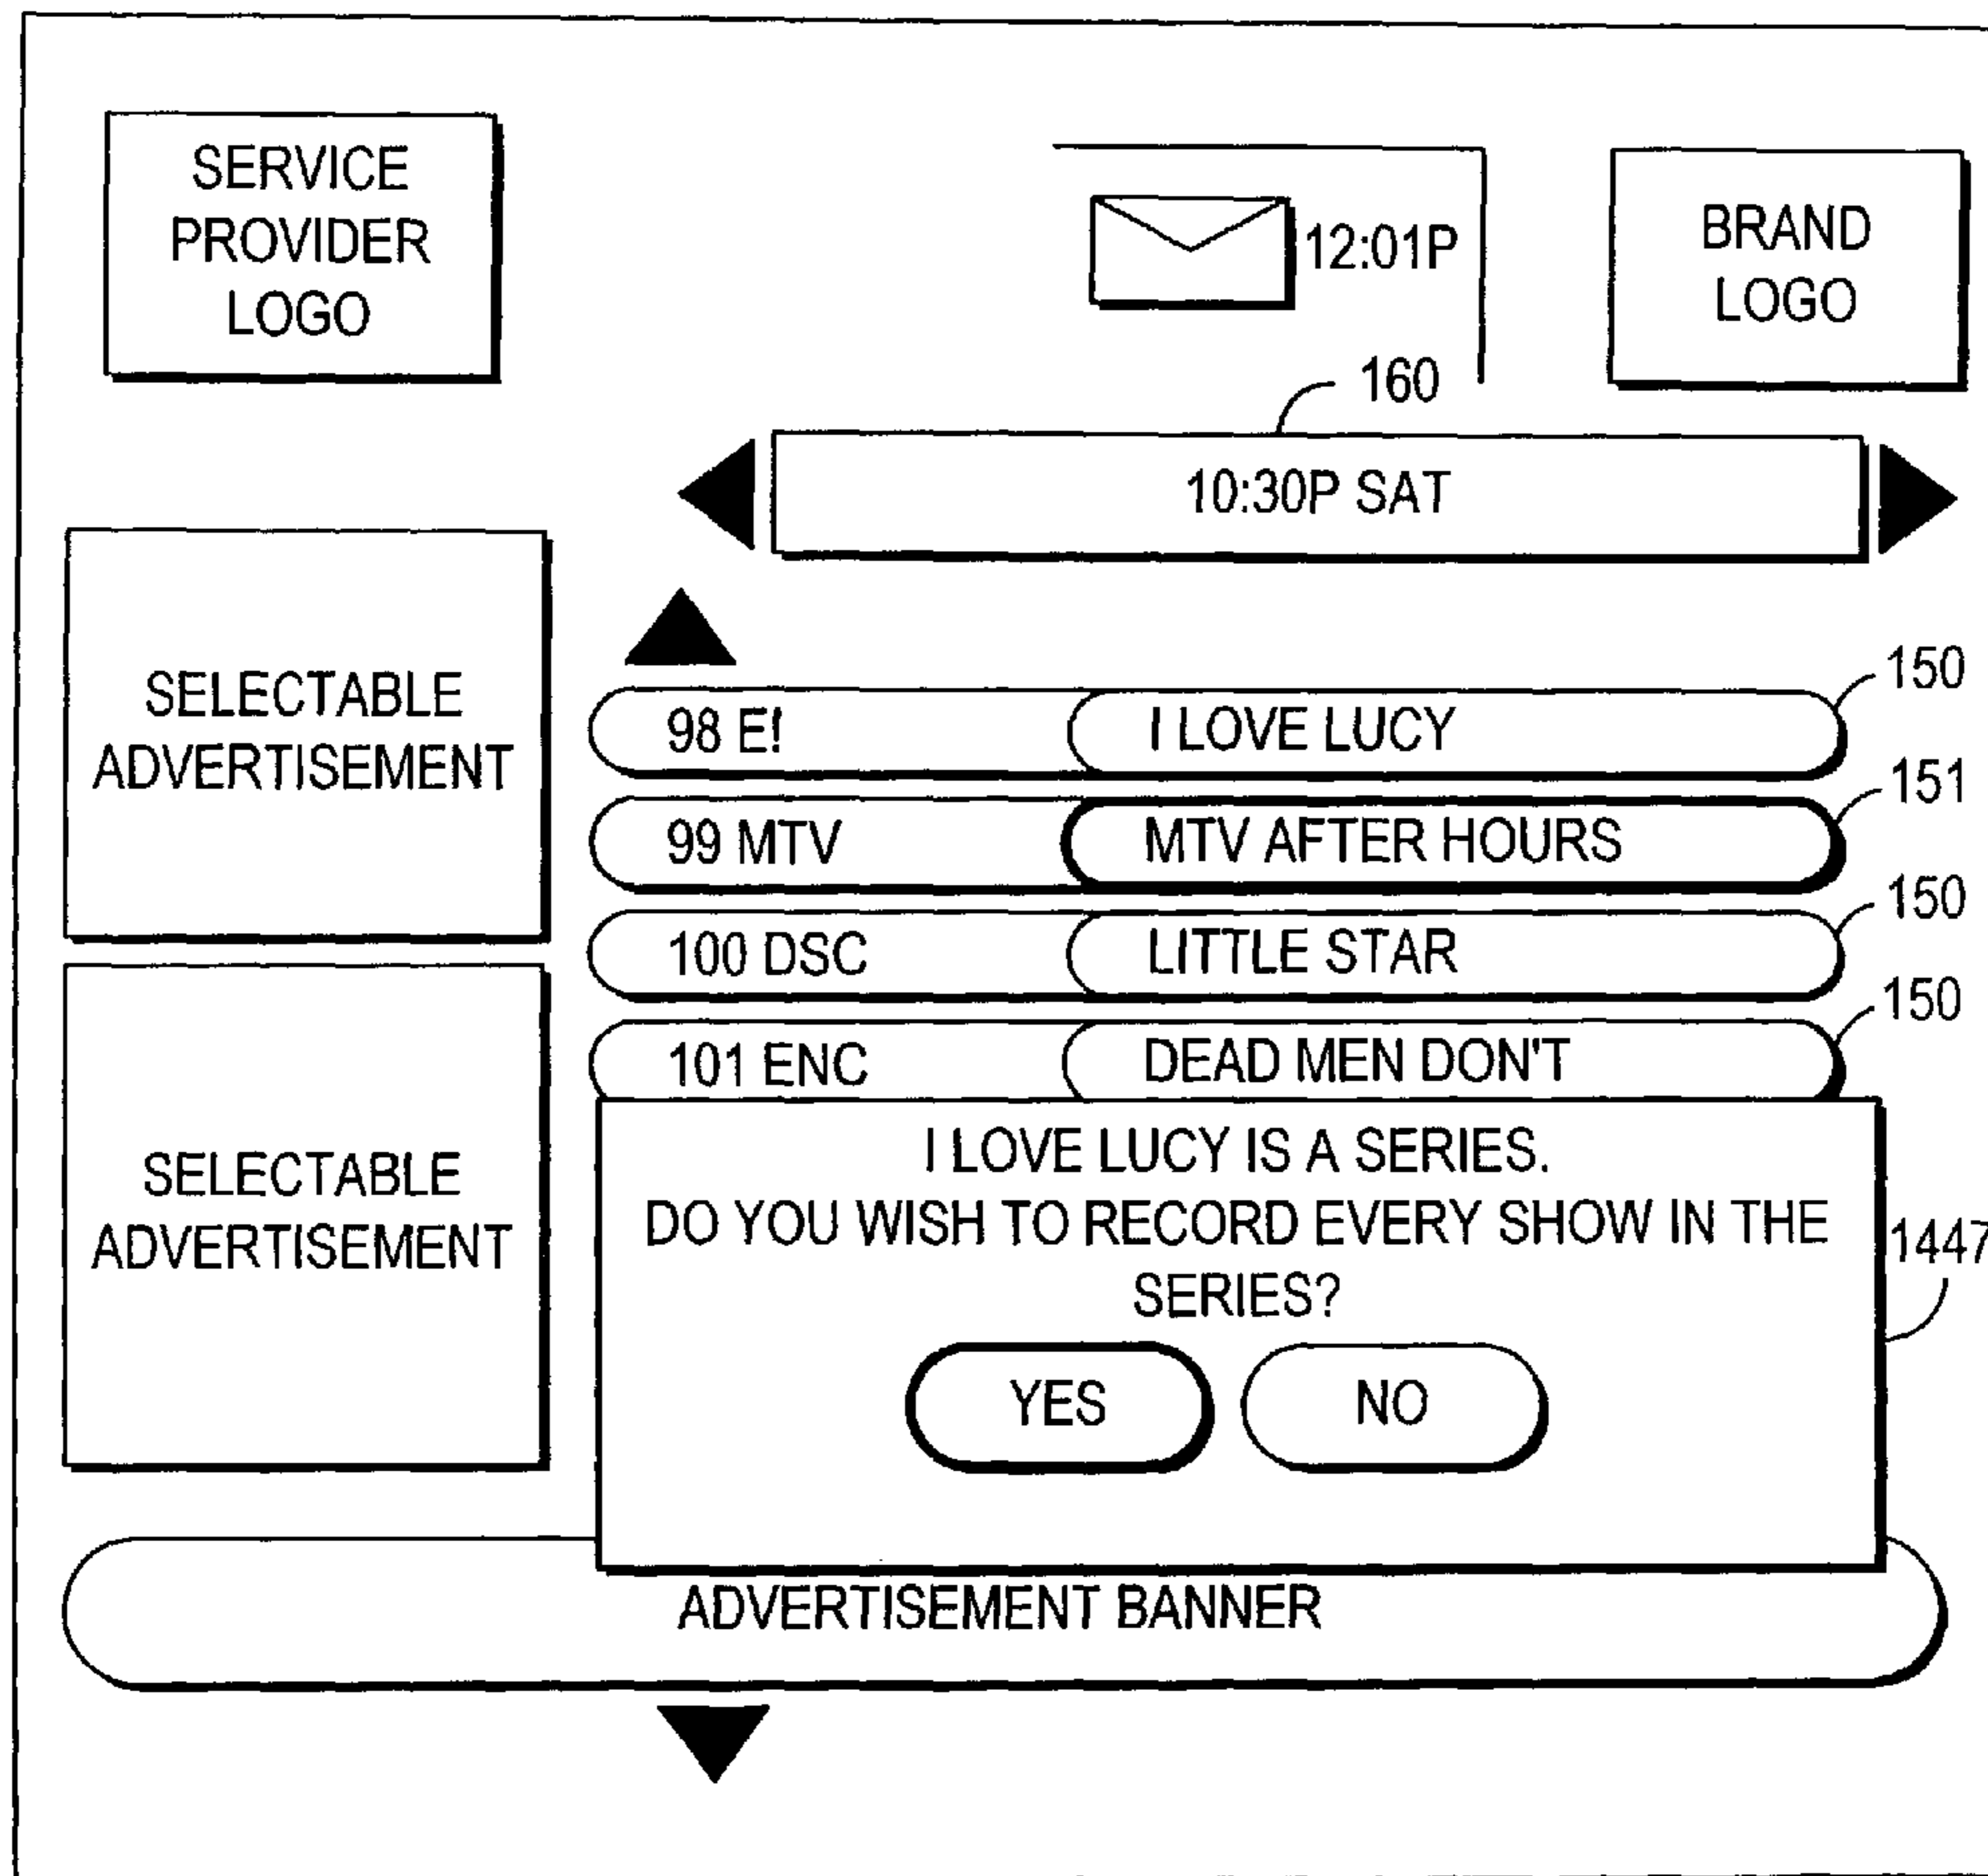 SERVICE
PROVIDER
LOGO
12:01P
BRAND
LOGO
160
10:30P SAT
SELECTABLE
ADVERTISEMENT
150
98 E! I LOVE LUCY
151
99 MTV MTV AFTER HOURS
150
100 DSC LITTLE STAR
150
101 ENC DEAD MEN DON'T
SELECTABLE
ADVERTISEMENT
I LOVE LUCY IS A SERIES.
DO YOU WISH TO RECORD EVERY SHOW IN THE
SERIES?
1447
YES NO
ADVERTISEMENT BANNER